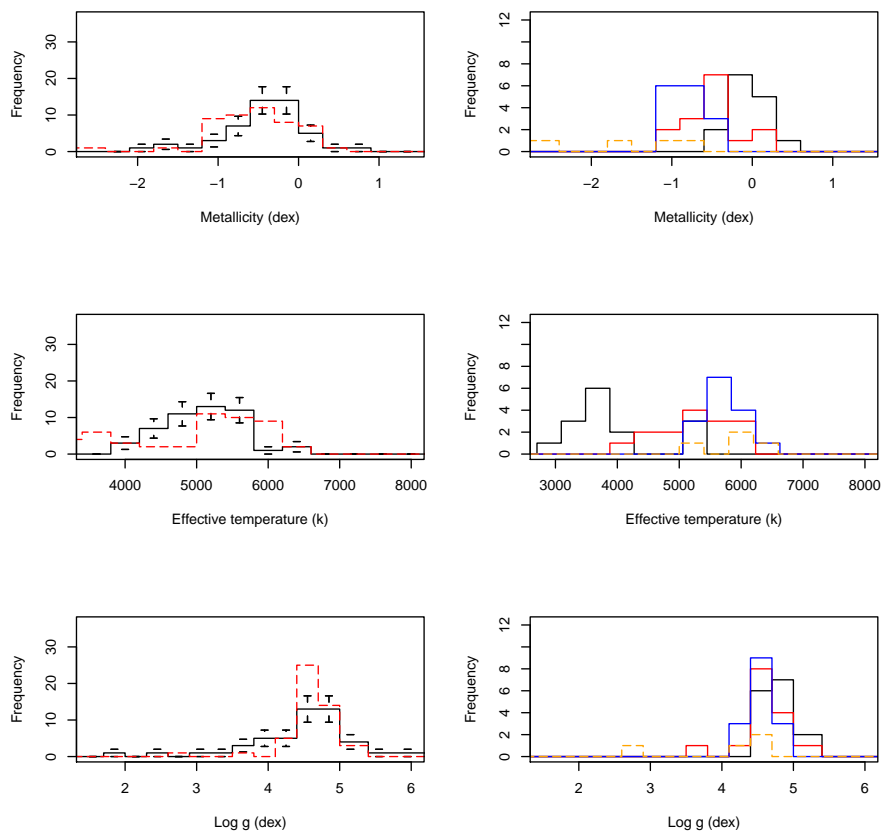 Frequency
0 10 20 30
−2 −1 0 1
Metallicity (dex)
Frequency
0 2 4 6 8 12
−2 −1 0 1
Metallicity (dex)
Frequency
0 10 20 30
4000 5000 6000 7000 8000
Effective temperature (k)
Frequency
0 2 4 6 8 12
3000 4000 5000 6000 7000 8000
Effective temperature (k)
Frequency
0 10 20 30
2 3 4 5 6
Log g (dex)
Frequency
0 2 4 6 8 12
2 3 4 5 6
Log g (dex)